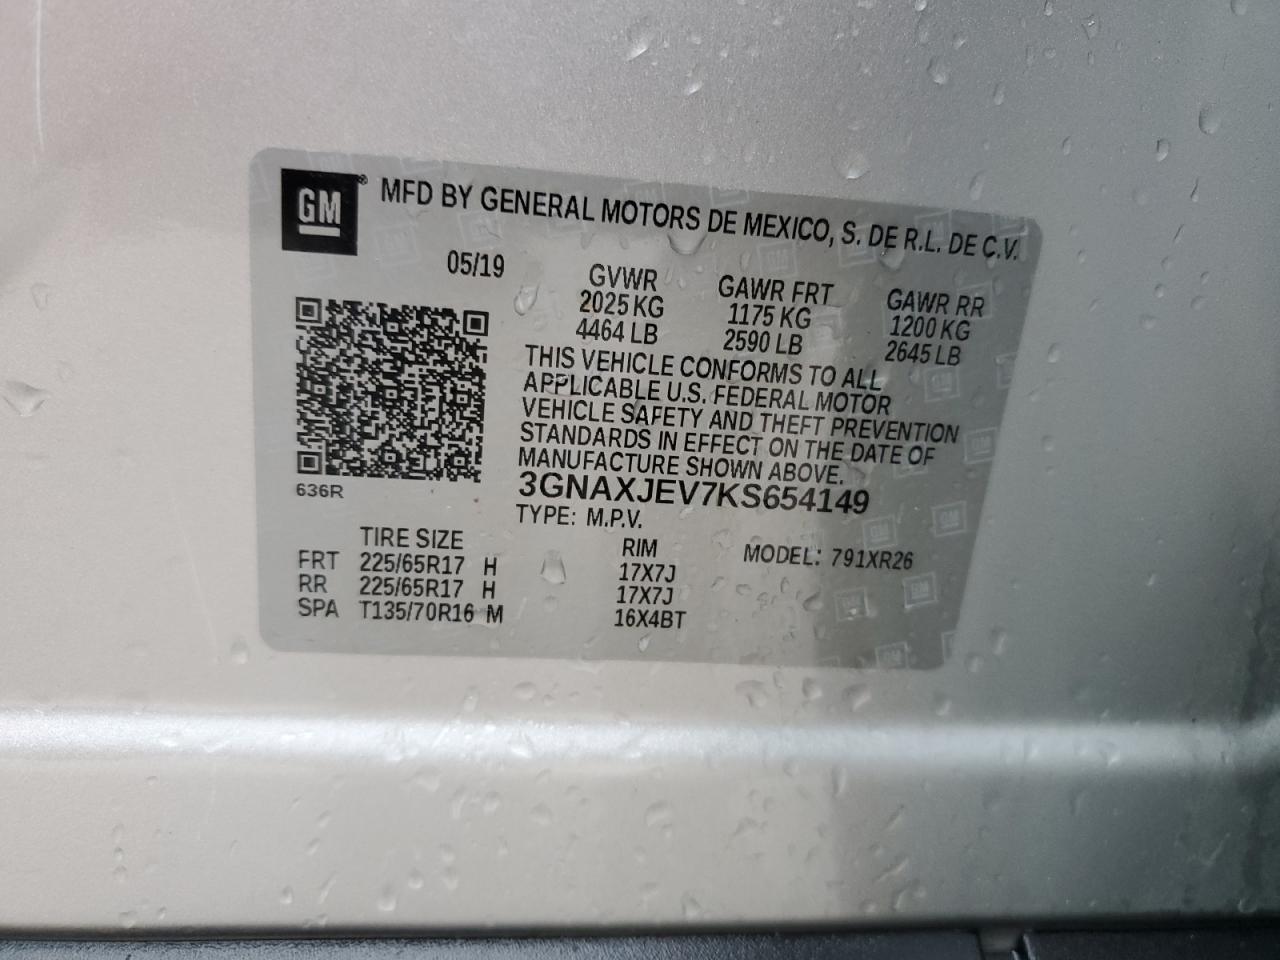 GM ® MFD BY GENERAL MOTORS DE MEXICO, S. DE R.L. DE C.V.
05/19
GVWR GAWR FRT GAWR RR
2025 KG 1175 KG 1200 KG
4464 LB 2590 LB 2645 LB
THIS VEHICLE CONFORMS TO ALL
APPLICABLE U.S. FEDERAL MOTOR
VEHICLE SAFETY AND THEFT PREVENTION
STANDARDS IN EFFECT ON THE DATE OF
MANUFACTURE SHOWN ABOVE.
636R
3GNAXJEV7KS654149
TYPE: M.P.V.
TIRE SIZE RIM MODEL: 791XR26
FRT 225/65R17 H 17X7J
RR 225/65R17 H 17X7J
SPA T135/70R16 M 16X4BT